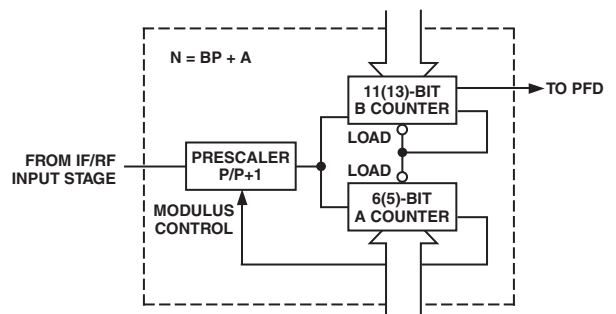 N = BP + A
11(13)-BIT
B COUNTER
TO PFD
LOAD
FROM IF/RF
INPUT STAGE
PRESCALER
P/P+1
LOAD
MODULUS
CONTROL
6(5)-BIT
A COUNTER